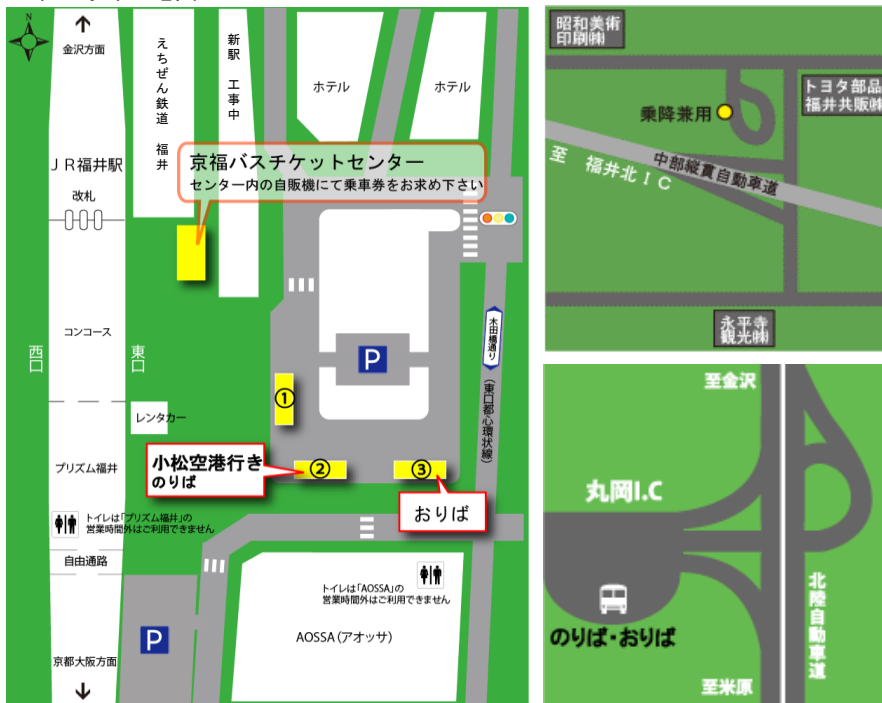 N
金沢方面
えちぜん鉄道 福井
新駅 工事中
ホテル
ホテル
JR福井駅
改札
京福バスチケットセンター
センター内の自販機にて乗車券をお求め下さい
コンコース
西口
東口
P
木田橋通り
(東口都心環状線)
①
レンタカー
プリズム福井
小松空港行き
のりば
②
③
おりば
トイレは「プリズム福井」の
営業時間外はご利用できません
自由通路
トイレは「AOSSA」の
営業時間外はご利用できません
P
AOSSA(アオッサ)
京都大阪方面
昭和美術
印刷㈱
トヨタ部品
福井共販㈱
乗降兼用
至 福井北IC
中部縦貫自動車道
永平寺
観光㈱
至金沢
丸岡I.C
のりば・おりば
北陸自動車道
至米原